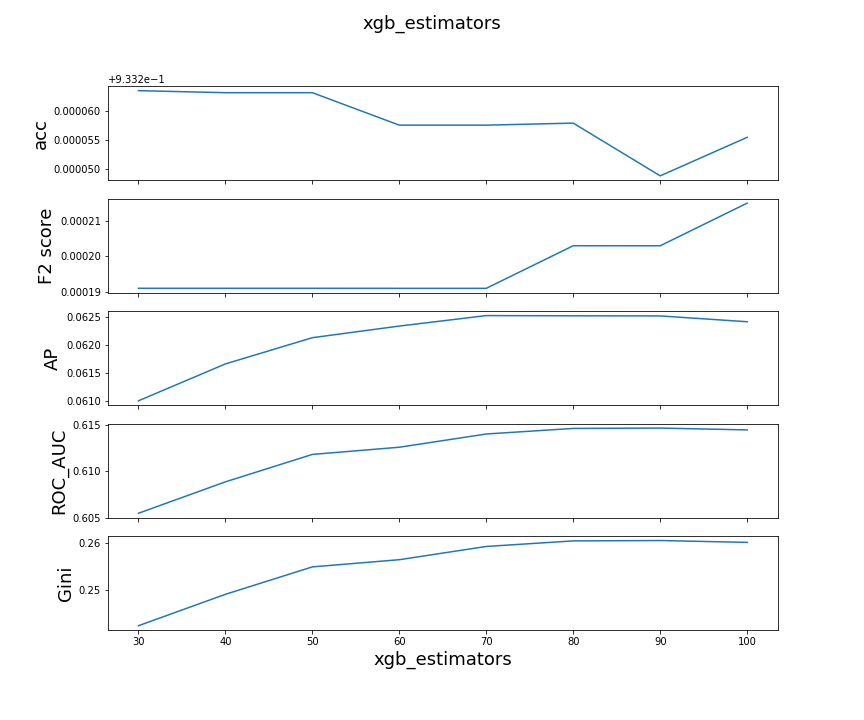 xgb_estimators
+9.332e−1
0.000060
0.000055
0.000050
acc
0.00021
0.00020
0.00019
F2 score
0.0625
0.0620
0.0615
0.0610
AP
0.615
0.610
0.605
ROC_AUC
0.26
0.25
Gini
30 40 50 60 70 80 90 100
xgb_estimators